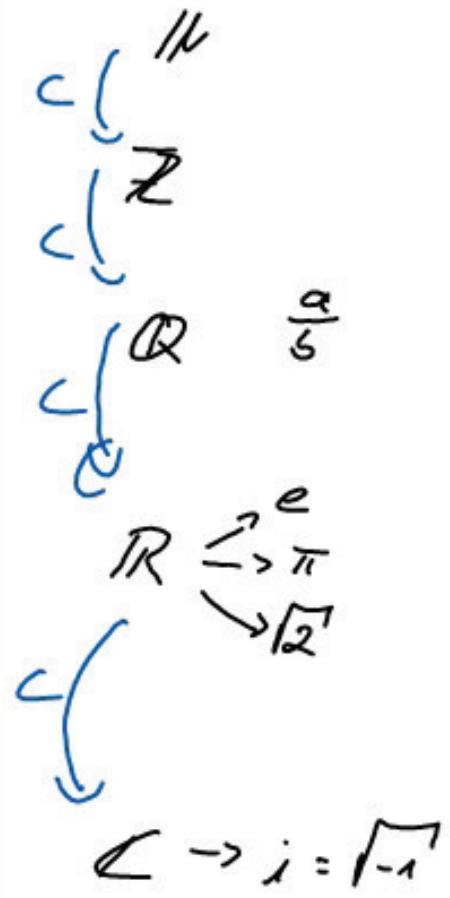 ℕ
⊂
ℤ
⊂
ℚ a/b
⊂
e
ℝ → π
√2
⊂
ℂ → i = √-1